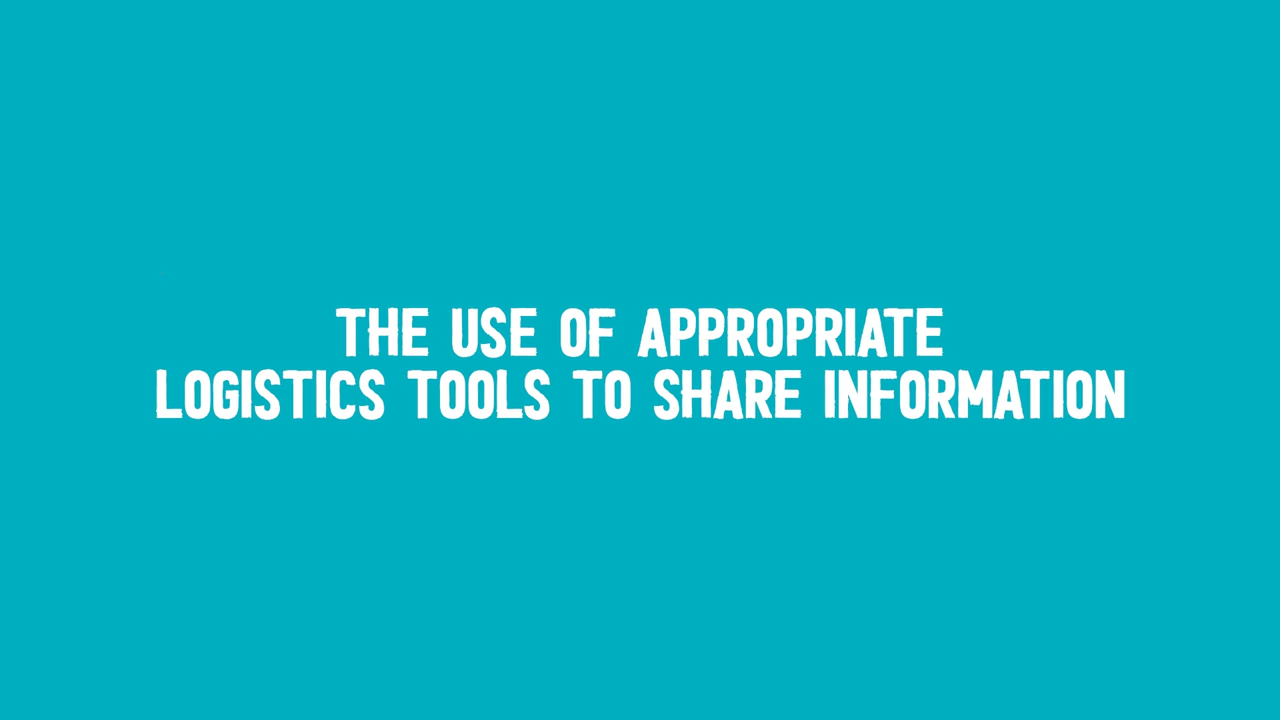 THE USE OF APPROPRIATE
LOGISTICS TOOLS TO SHARE INFORMATION